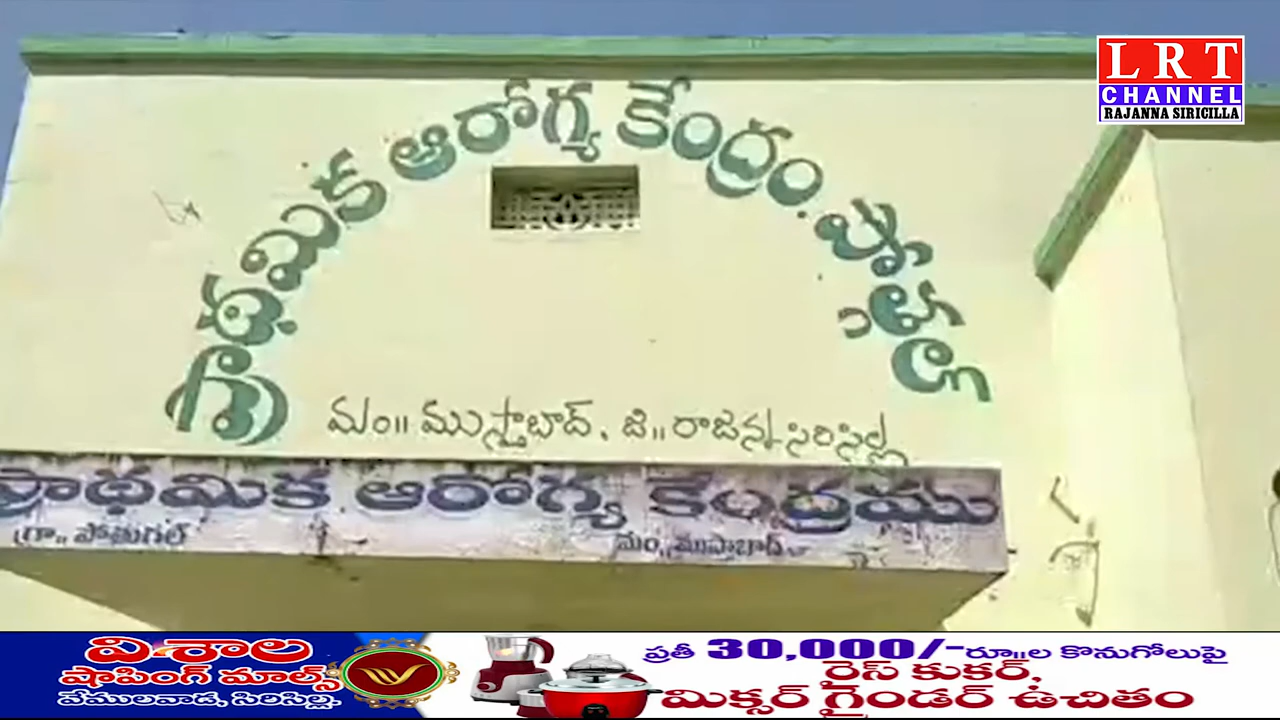 LRT
CHANNEL
RAJANNA SIRICILLA
ప్రాథమిక ఆరోగ్య కేంద్రం
మం॥ ముస్తాబాద్. జి॥ రాజన్న సిరిసిల్ల
ప్రాథమిక ఆరోగ్య కేంద్రము
గ్రా॥ పోతుగల్ మం॥ ముస్తాబాద్
విశాల
షాపింగ్ మాల్స్
వేములవాడ, సిరిసిల్ల.
ప్రతీ 30,000/-రూ॥ల కొనుగోలుపై
రైస్ కుకర్,
మిక్సర్ గ్రైండర్ ఉచితం